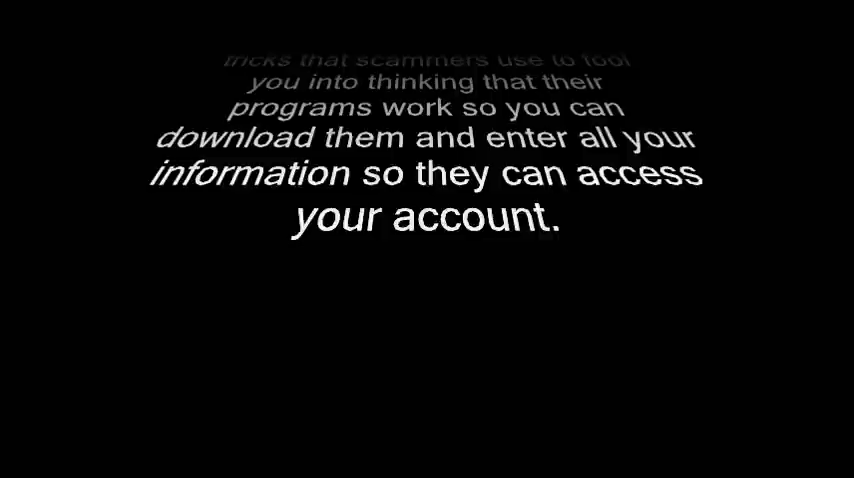 tricks that scammers use to fool
you into thinking that their
programs work so you can
download them and enter all your
information so they can access
your account.